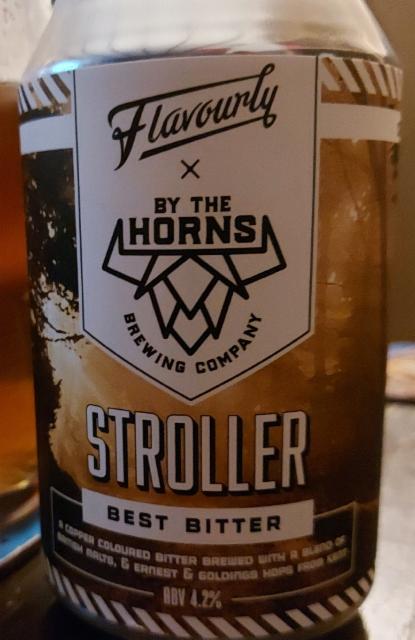 Flavourly
X
BY THE
HORNS
BREWING COMPANY
STROLLER
BEST BITTER
A COPPER COLOURED BITTER BREWED WITH A BLEND OF
BRITISH MALTS, & ERNEST & GOLDINGS HOPS FROM KENT
ABV 4.2%